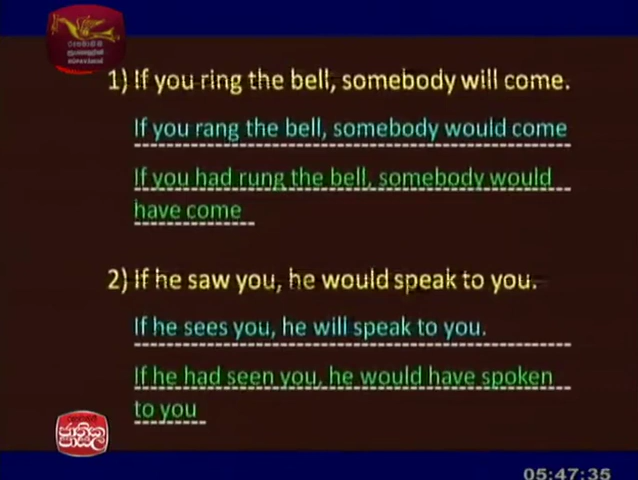 1) If you ring the bell, somebody will come.
If you rang the bell, somebody would come
If you had rung the bell, somebody would
have come
2) If he saw you, he would speak to you.
If he sees you, he will speak to you.
If he had seen you, he would have spoken
to you
05:47:35